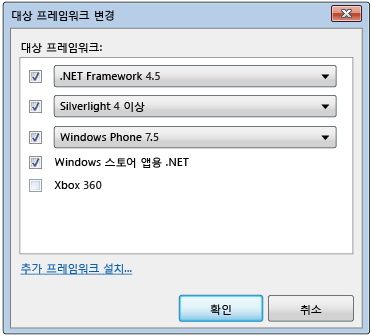 대상 프레임워크 변경
대상 프레임워크:
.NET Framework 4.5
Silverlight 4 이상
Windows Phone 7.5
Windows 스토어 앱용 .NET
Xbox 360
추가 프레임워크 설치...
확인 취소